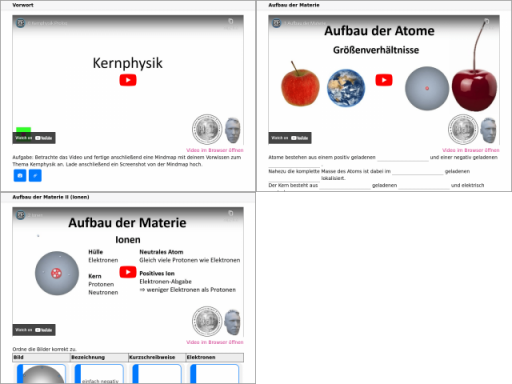 Vorwort
Kernphysik
Watch on YouTube
Video im Browser öffnen
Aufgabe: Betrachte das Video und fertige anschließend eine Mindmap mit deinem Vorwissen zum
Thema Kernphysik an. Lade anschließend ein Screenshot von der Mindmap hoch.
Aufbau der Materie
Aufbau der Atome
Größenverhältnisse
Watch on YouTube
Video im Browser öffnen
Atome bestehen aus einem positiv geladenen ____________________ und einer negativ geladenen
____________________.
Nahezu die komplette Masse des Atoms ist dabei im ____________________ geladenen
____________________ lokalisiert.
Der Kern besteht aus ____________________ geladenen ____________________ und elektrisch
Aufbau der Materie II (Ionen)
Aufbau der Materie
Ionen
Hülle
Elektronen
Kern
Protonen
Neutronen
Neutrales Atom
Gleich viele Protonen wie Elektronen
Positives Ion
Elektronen-Abgabe
⇒ weniger Elektronen als Protonen
Watch on YouTube
Video im Browser öffnen
Ordne die Bilder korrekt zu.
Bild Bezeichnung Kurzschreibweise Elektronen
einfach negativ